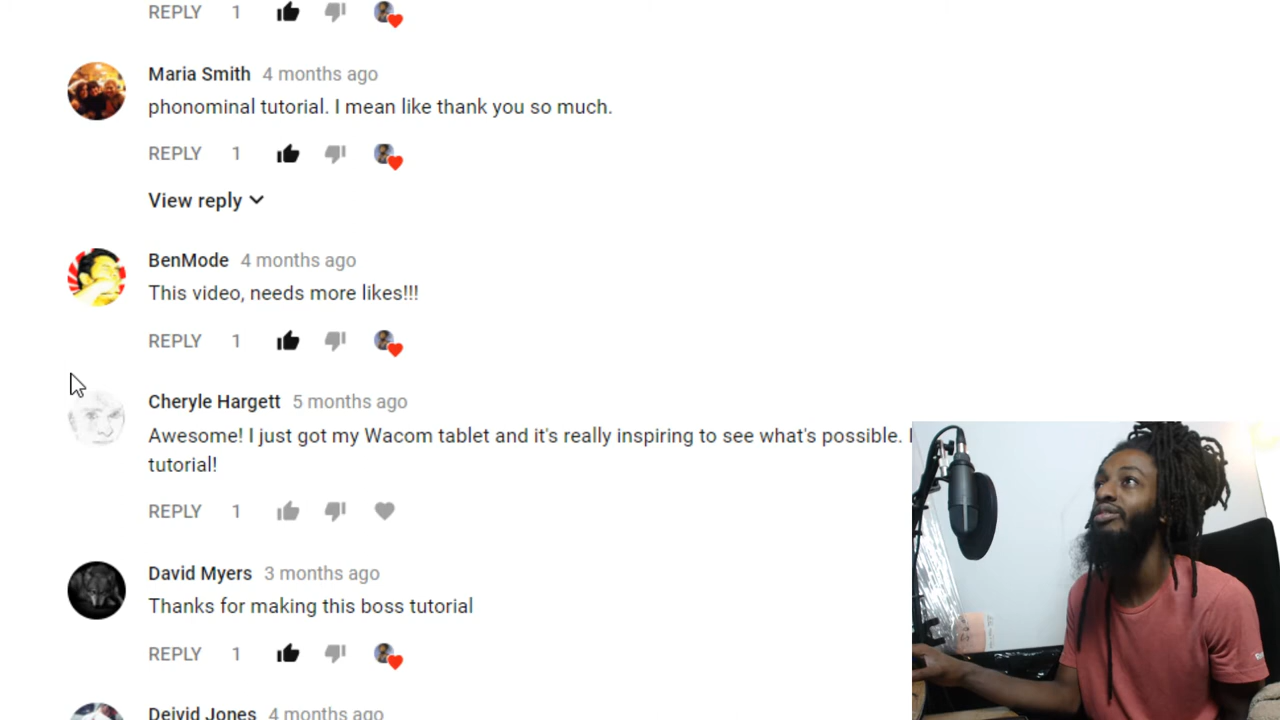 REPLY 1
Maria Smith 4 months ago
phonominal tutorial. I mean like thank you so much.
REPLY 1
View reply
BenMode 4 months ago
This video, needs more likes!!!
REPLY 1
Cheryle Hargett 5 months ago
Awesome! I just got my Wacom tablet and it's really inspiring to see what's possible.
tutorial!
REPLY 1
David Myers 3 months ago
Thanks for making this boss tutorial
REPLY 1
Deivid Jones 4 months ago